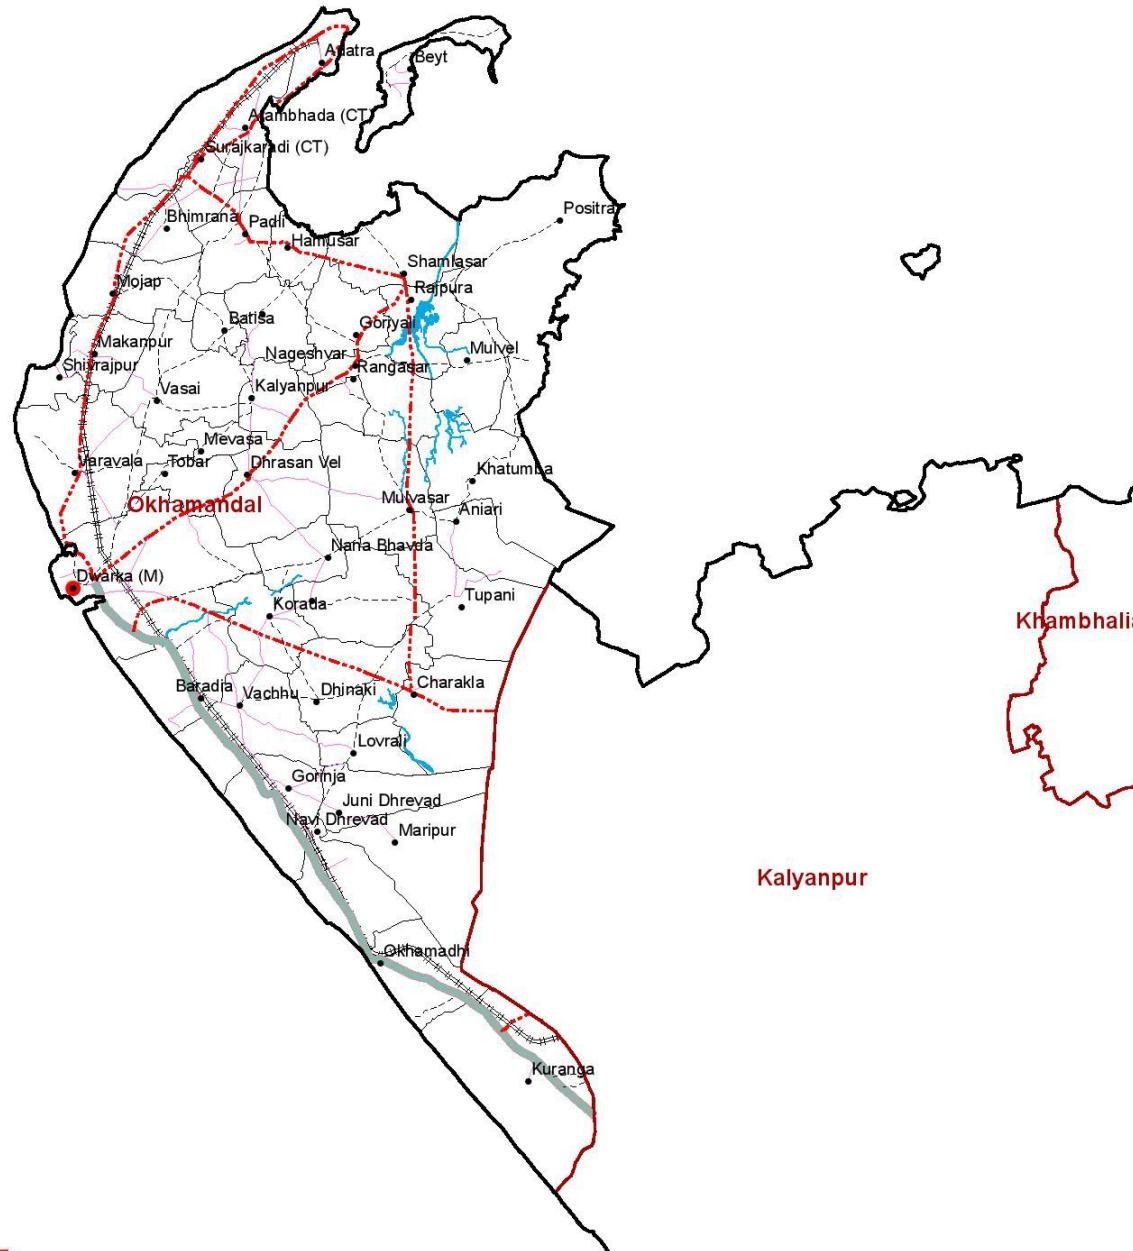 Adatra
Beyt
Arambhada (CT)
Surajkaradi (CT)
Positra
Bhimrana
Padli
Hamusar
Shamlasar
Mojap
Rajpura
Batisa
Goriyali
Makanpur
Mulvel
Nageshvar
Shivrajpur
Rangasar
Vasai
Kalyanpur
Mevasa
Varavala
Tobar
Dhrasan Vel
Khatumba
Okhamandal
Mulvasar
Aniari
Nana Bhavda
Dwarka (M)
Korada
Tupani
Khambhalia
Baradia
Vachhu
Dhinaki
Charakla
Lovrali
Gorinja
Juni Dhrevad
Navi Dhrevad
Maripur
Kalyanpur
Okhamadhi
Kuranga